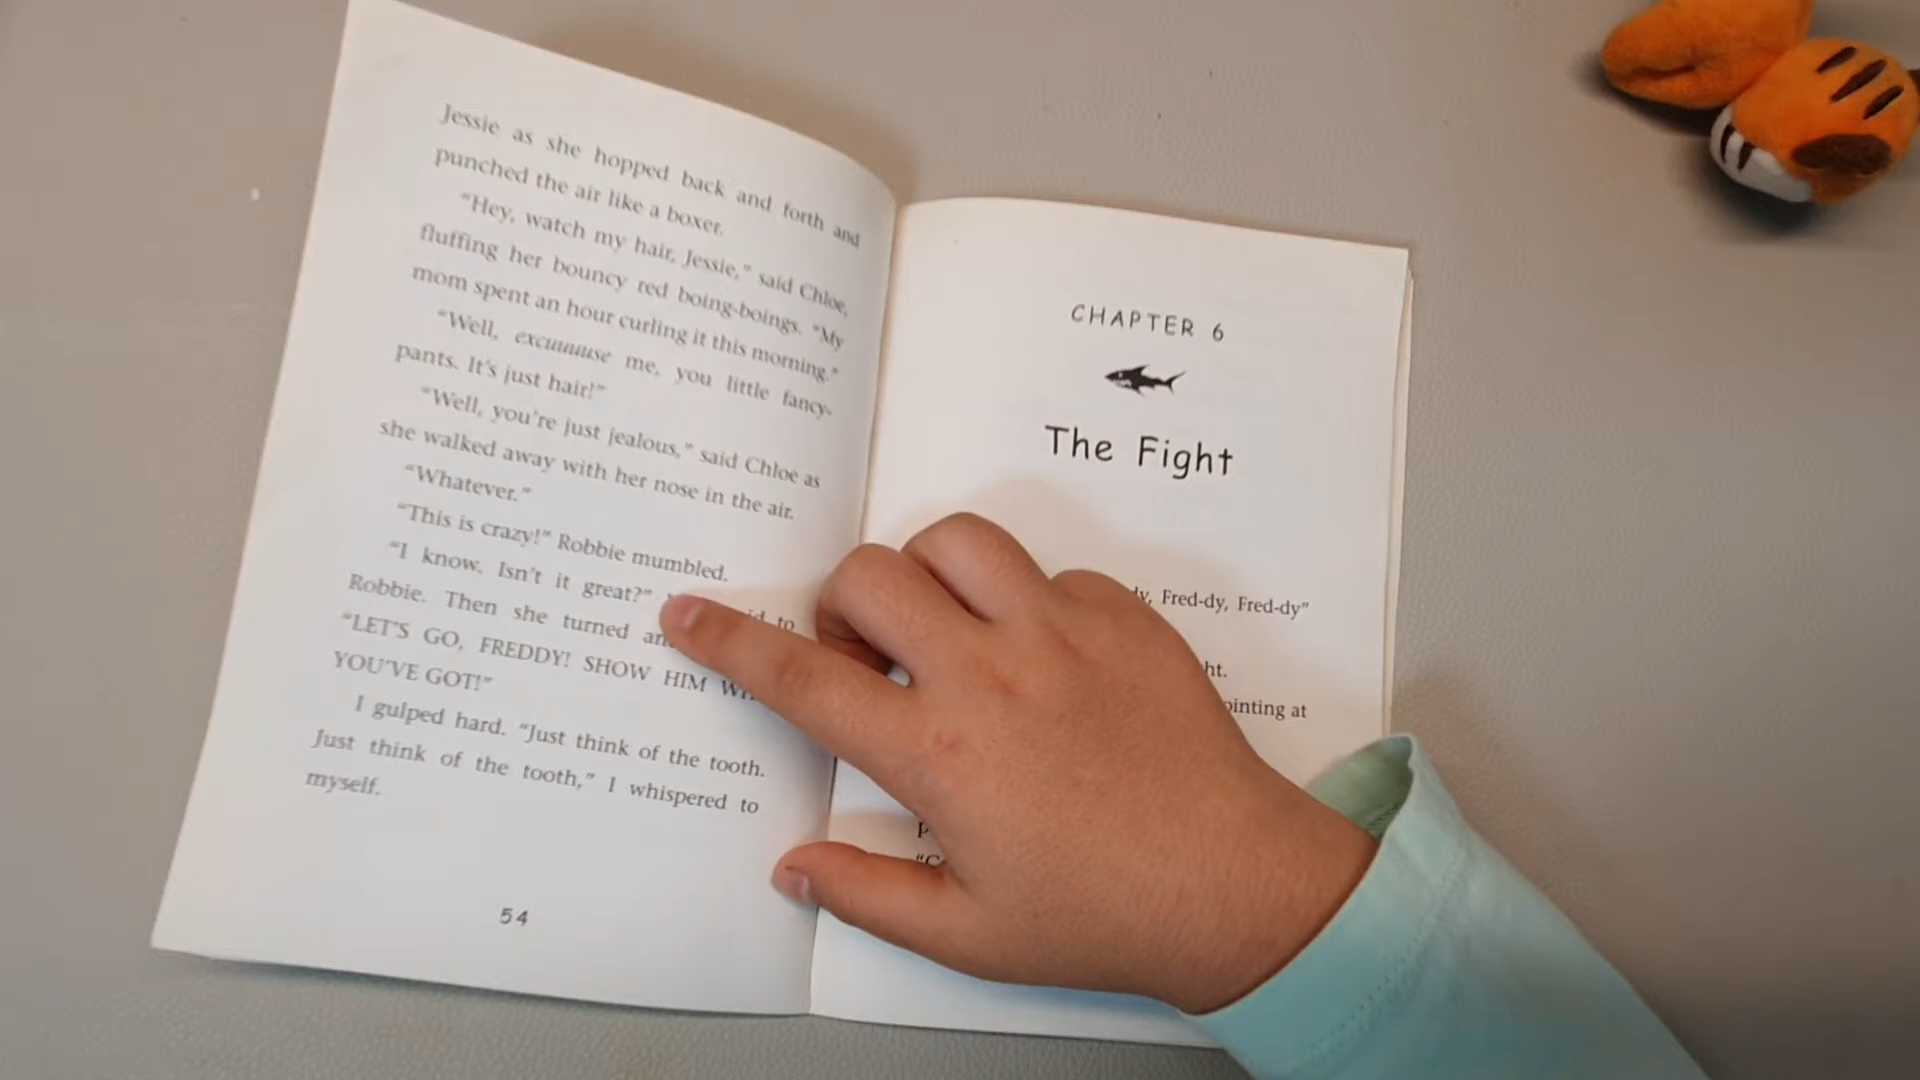 Jessie as she hopped back and forth and
punched the air like a boxer.
“Hey, watch my hair, Jessie,” said Chloe,
fluffing her bouncy red boing-boings. “My
mom spent an hour curling it this morning.”
“Well, excuuuuse me, you little fancy-
pants. It’s just hair!”
“Well, you’re just jealous,” said Chloe as
she walked away with her nose in the air.
“Whatever.”
“This is crazy!” Robbie mumbled.
“I know. Isn’t it great?” to
Robbie. Then she turned
“LET’S GO, FREDDY! SHOW HIM
YOU’VE GOT!”
I gulped hard. “Just think of the tooth.
Just think of the tooth,” I whispered to
myself.
54
CHAPTER 6
The Fight
Fred-dy, Fred-dy”
at